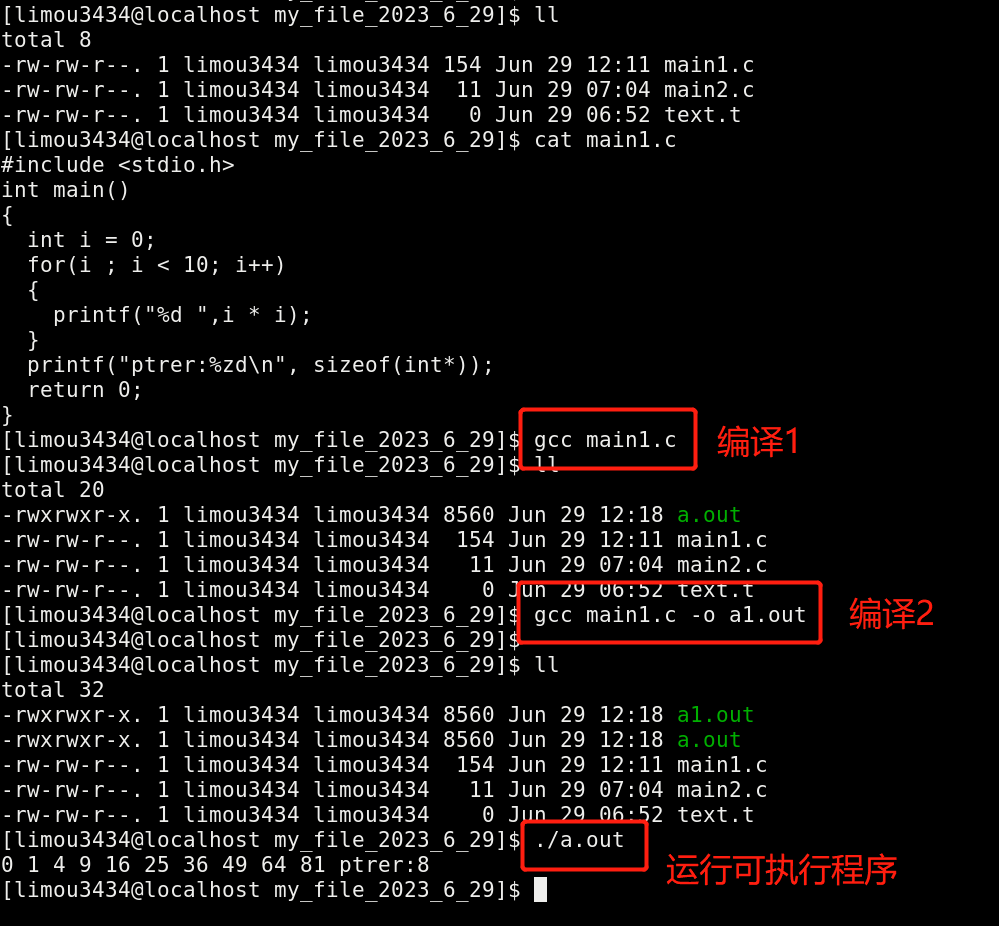 [limou3434@localhost my_file_2023_6_29]$ ll
total 8
-rw-rw-r--. 1 limou3434 limou3434 154 Jun 29 12:11 main1.c
-rw-rw-r--. 1 limou3434 limou3434  11 Jun 29 07:04 main2.c
-rw-rw-r--. 1 limou3434 limou3434   0 Jun 29 06:52 text.t
[limou3434@localhost my_file_2023_6_29]$ cat main1.c
#include <stdio.h>
int main()
{
  int i = 0;
  for(i ; i < 10; i++)
  {
    printf("%d ",i * i);
  }
  printf("ptrer:%zd\n", sizeof(int*));
  return 0;
}
[limou3434@localhost my_file_2023_6_29]$ gcc main1.c 编译1
[limou3434@localhost my_file_2023_6_29]$ ll
total 20
-rwxrwxr-x. 1 limou3434 limou3434 8560 Jun 29 12:18 a.out
-rw-rw-r--. 1 limou3434 limou3434  154 Jun 29 12:11 main1.c
-rw-rw-r--. 1 limou3434 limou3434   11 Jun 29 07:04 main2.c
-rw-rw-r--. 1 limou3434 limou3434    0 Jun 29 06:52 text.t
[limou3434@localhost my_file_2023_6_29]$ gcc main1.c -o a1.out 编译2
[limou3434@localhost my_file_2023_6_29]$
[limou3434@localhost my_file_2023_6_29]$ ll
total 32
-rwxrwxr-x. 1 limou3434 limou3434 8560 Jun 29 12:18 a1.out
-rwxrwxr-x. 1 limou3434 limou3434 8560 Jun 29 12:18 a.out
-rw-rw-r--. 1 limou3434 limou3434  154 Jun 29 12:11 main1.c
-rw-rw-r--. 1 limou3434 limou3434   11 Jun 29 07:04 main2.c
-rw-rw-r--. 1 limou3434 limou3434    0 Jun 29 06:52 text.t
[limou3434@localhost my_file_2023_6_29]$ ./a.out
0 1 4 9 16 25 36 49 64 81 ptrer:8 运行可执行程序
[limou3434@localhost my_file_2023_6_29]$